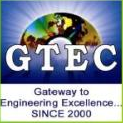 GTEC
Gateway to
Engineering Excellence...
SINCE 2000